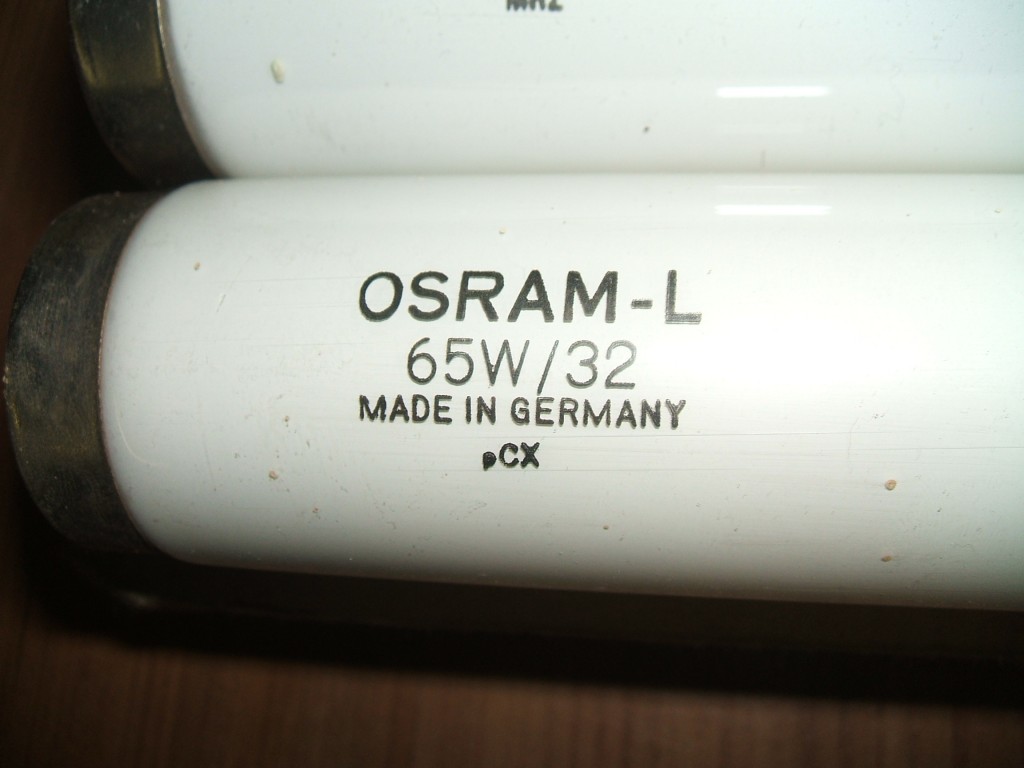 OSRAM-L
65W/32
MADE IN GERMANY
CX